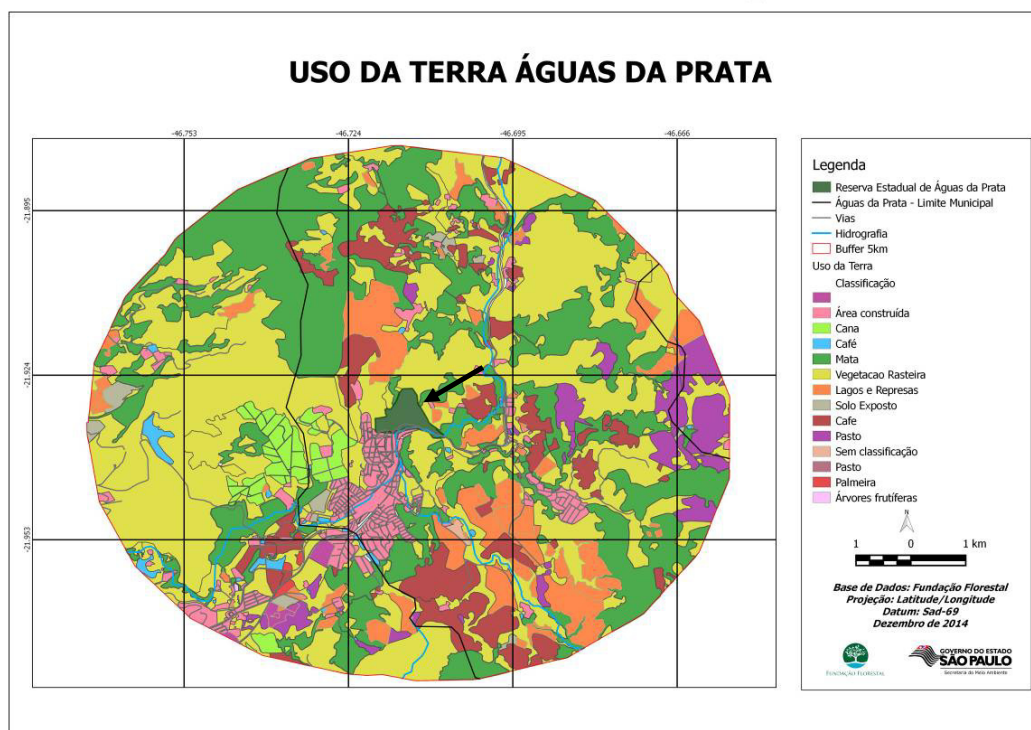 USO DA TERRA ÁGUAS DA PRATA
-46.753
-46.724
-46.695
-46.666
-21.895
-21.924
-21.953
Legenda
Reserva Estadual de Águas da Prata
Águas da Prata - Limite Municipal
Vias
Hidrografia
Buffer 5km
Uso da Terra
Classificação
Área construída
Cana
Café
Mata
Vegetacao Rasteira
Lagos e Represas
Solo Exposto
Cafe
Pasto
Sem classificação
Pasto
Palmeira
Árvores frutíferas
N
1 0 1 km
Base de Dados: Fundação Florestal
Projeção: Latitude/Longitude
Datum: Sad-69
Dezembro de 2014
FUNDAÇÃO FLORESTAL
GOVERNO DO ESTADO
SÃO PAULO
Secretaria do Meio Ambiente